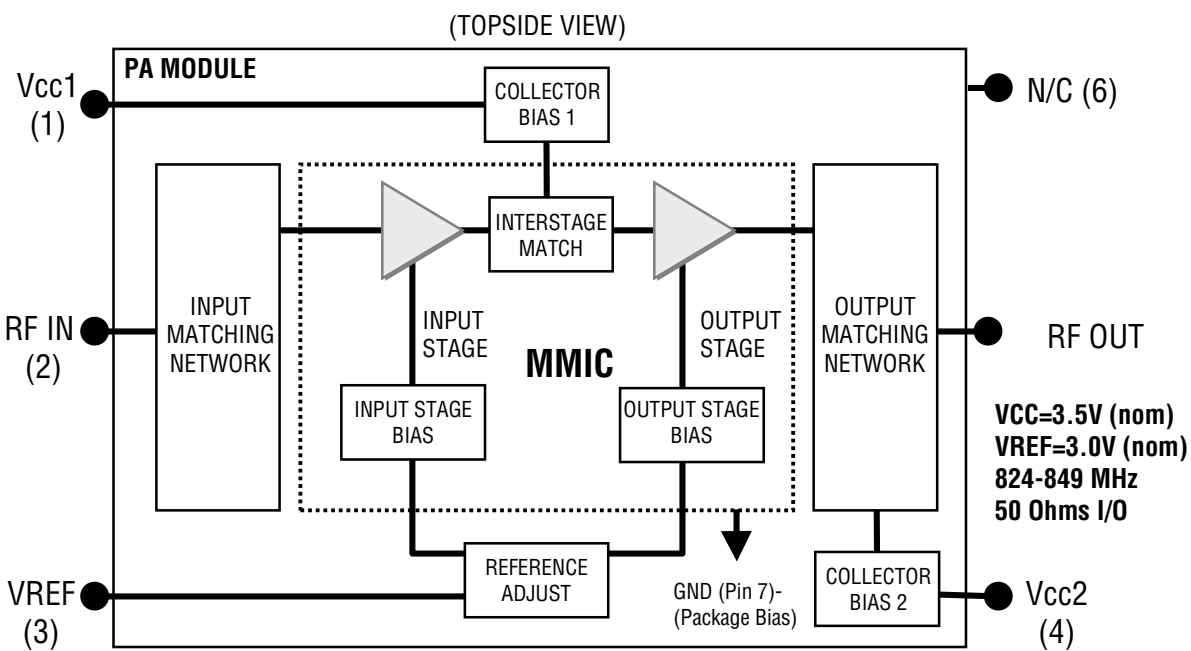 (TOPSIDE VIEW)
PA MODULE
Vcc1
(1)
COLLECTOR
BIAS 1
N/C (6)
INTERSTAGE
MATCH
RF IN
(2)
INPUT
MATCHING
NETWORK
INPUT
STAGE
MMIC
OUTPUT
STAGE
OUTPUT
MATCHING
NETWORK
RF OUT
INPUT STAGE
BIAS
OUTPUT STAGE
BIAS
VCC=3.5V (nom)
VREF=3.0V (nom)
824-849 MHz
50 Ohms I/O
VREF
(3)
REFERENCE
ADJUST
GND (Pin 7)-
(Package Bias)
COLLECTOR
BIAS 2
Vcc2
(4)